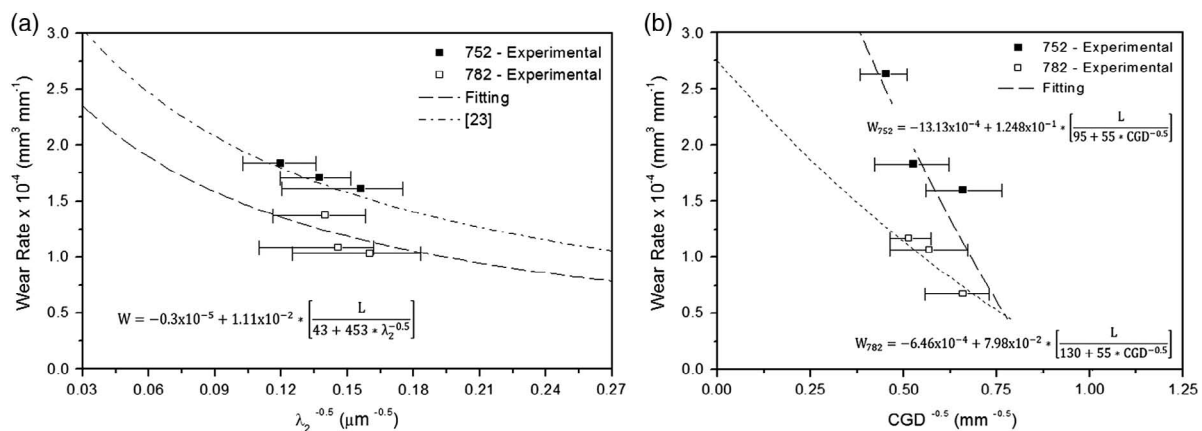 (a)
3.0
2.5
2.0
1.5
1.0
0.5
0.0
Wear Rate x 10⁻⁴ (mm³ mm⁻¹)
752 - Experimental
782 - Experimental
Fitting
[23]
W = −0.3x10⁻⁵ + 1.11x10⁻² ∗ [L / 43 + 453 ∗ λ₂⁻⁰·⁵]
0.03 0.06 0.09 0.12 0.15 0.18 0.21 0.24 0.27
λ₂ ⁻⁰·⁵ (μm ⁻⁰·⁵)
(b)
3.0
2.5
2.0
1.5
1.0
0.5
0.0
Wear Rate x 10⁻⁴ (mm³ mm⁻¹)
752 - Experimental
782 - Experimental
Fitting
W₇₅₂ = −13.13x10⁻⁴ + 1.248x10⁻¹ ∗ [L / 95 + 55 ∗ CGD⁻⁰·⁵]
W₇₈₂ = −6.46x10⁻⁴ + 7.98x10⁻² ∗ [L / 130 + 55 ∗ CGD⁻⁰·⁵]
0.00 0.25 0.50 0.75 1.00 1.25
CGD ⁻⁰·⁵ (mm ⁻⁰·⁵)